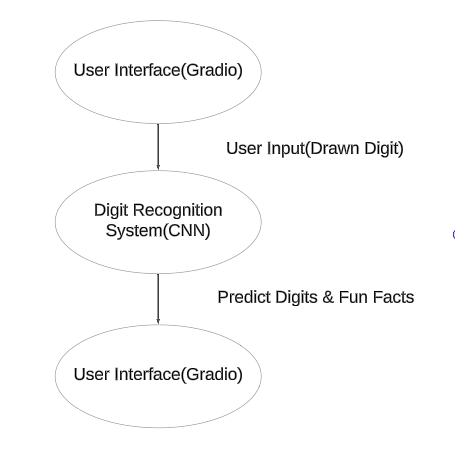 User Interface(Gradio)
User Input(Drawn Digit)
Digit Recognition
System(CNN)
Predict Digits & Fun Facts
User Interface(Gradio)